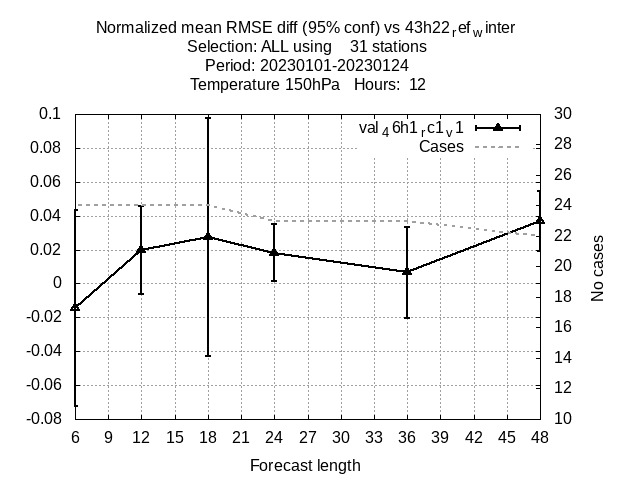 Normalized mean RMSE diff (95% conf) vs 43h22ref winter
Selection: ALL using 31 stations
Period: 20230101-20230124
Temperature 150hPa Hours: 12
val46h1rc1v1
Cases
0.1
0.08
0.06
0.04
0.02
0
-0.02
-0.04
-0.06
-0.08
30
28
26
24
22
20
18
16
14
12
10
No cases
6 9 12 15 18 21 24 27 30 33 36 39 42 45 48
Forecast length